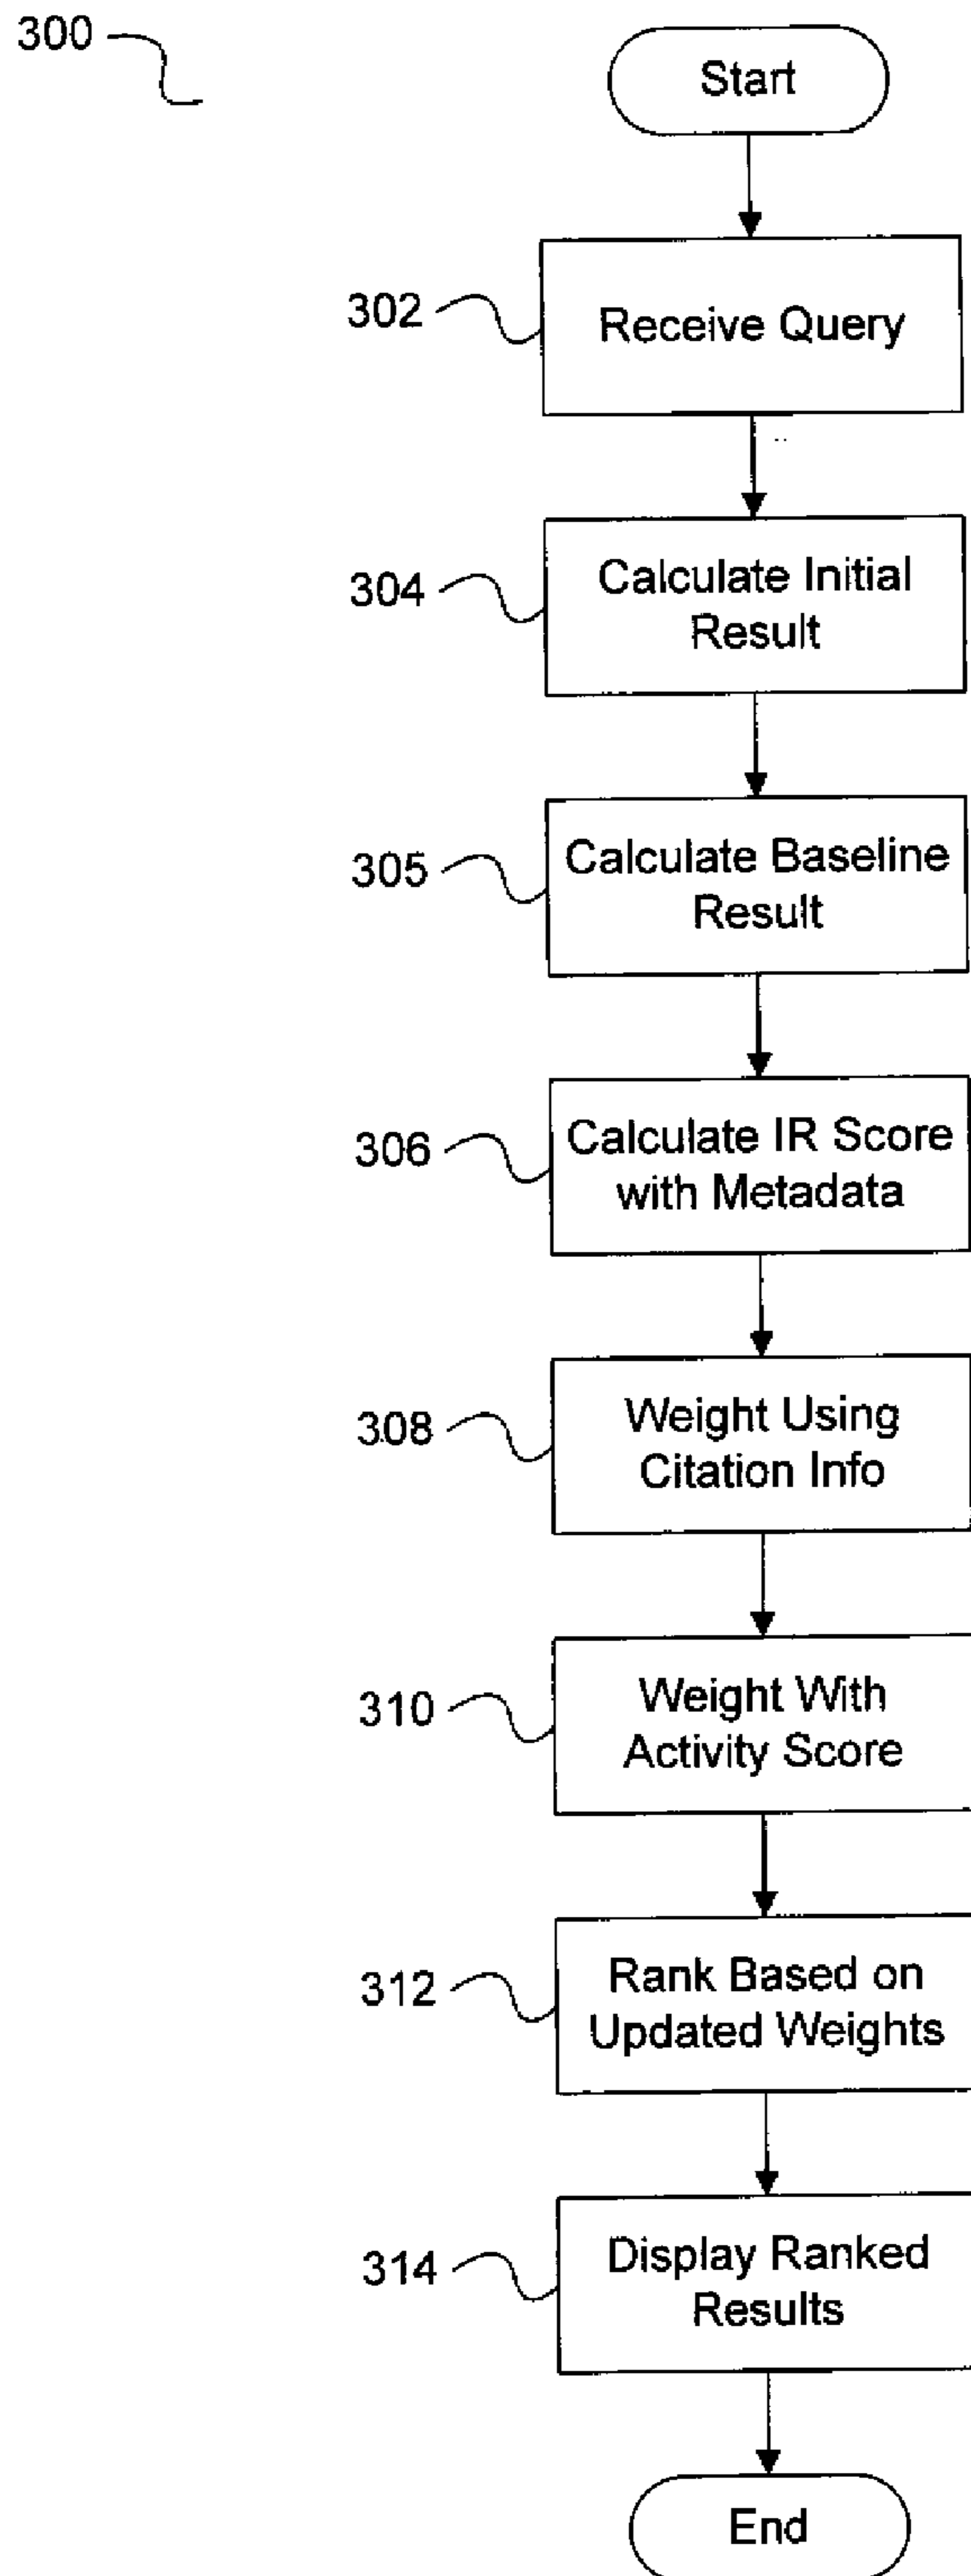 300
Start
302
Receive Query
304
Calculate Initial
Result
305
Calculate Baseline
Result
306
Calculate IR Score
with Metadata
308
Weight Using
Citation Info
310
Weight With
Activity Score
312
Rank Based on
Updated Weights
314
Display Ranked
Results
End